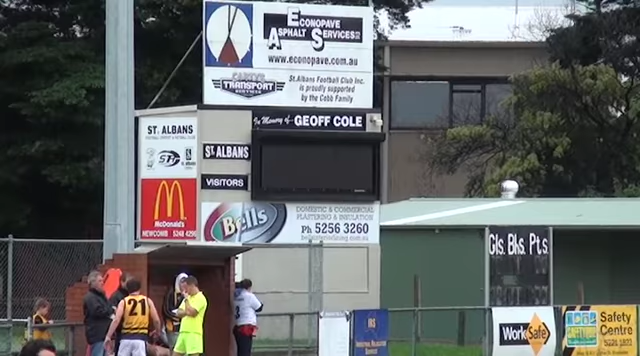 ECONOPAVE
ASPHALT SERVICES
A E S
www.econopave.com.au
St.Albans Football Club Inc.
is proudly supported
by the Cobb Family
TRANSPORT
In Memory of GEOFF COLE
ST. ALBANS
ST. ALBANS
VISITORS
McDonald's
NEWCOMB 5248 4290
Bells
DOMESTIC & COMMERCIAL
PLASTERING & INSULATION
Ph 5256 3260
Gls. Bhs. Pts.
21
WorkSafe
Safety
Centre